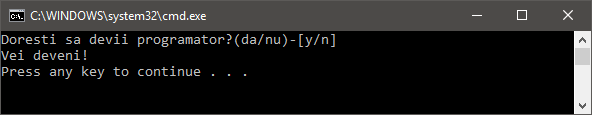 C:\WINDOWS\system32\cmd.exe
Doresti sa devii programator?(da/nu)-[y/n]
Vei deveni!
Press any key to continue . . .